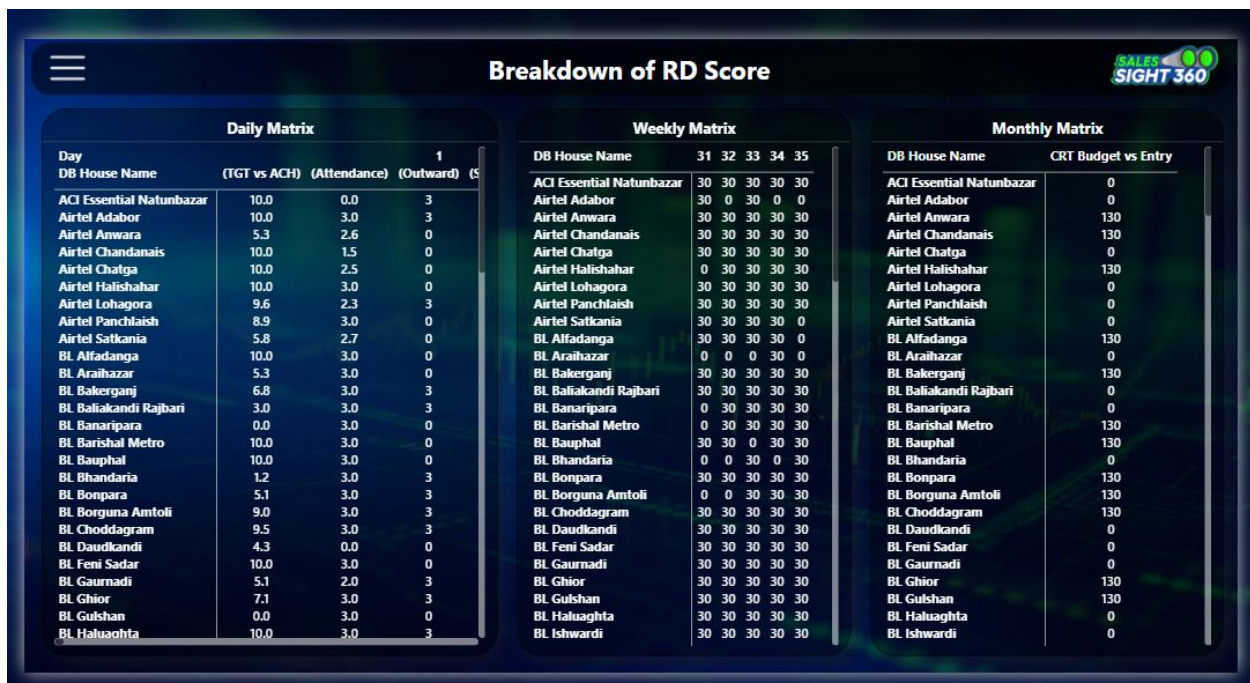 Breakdown of RD Score
SALES
SIGHT 360
Daily Matrix
Day 1
DB House Name (TGT vs ACH) (Attendance) (Outward) (S
ACI Essential Natunbazar 10.0 0.0 3
Airtel Adabor 10.0 3.0 3
Airtel Anwara 5.3 2.6 0
Airtel Chandanais 10.0 1.5 0
Airtel Chatga 10.0 2.5 0
Airtel Halishahar 10.0 3.0 0
Airtel Lohagora 9.6 2.3 3
Airtel Panchlaish 8.9 3.0 0
Airtel Satkania 5.8 2.7 0
BL Alfadanga 10.0 3.0 0
BL Araihazar 5.3 3.0 0
BL Bakerganj 6.8 3.0 3
BL Baliakandi Rajbari 3.0 3.0 3
BL Banaripara 0.0 3.0 0
BL Barishal Metro 10.0 3.0 0
BL Bauphal 10.0 3.0 0
BL Bhandaria 1.2 3.0 3
BL Bonpara 5.1 3.0 3
BL Borguna Amtoli 9.0 3.0 3
BL Choddagram 9.5 3.0 3
BL Daudkandi 4.3 0.0 0
BL Feni Sadar 10.0 3.0 0
BL Gaurnadi 5.1 2.0 3
BL Ghior 7.1 3.0 3
BL Gulshan 0.0 3.0 0
BL Haluaghta 10.0 3.0 3
Weekly Matrix
DB House Name 31 32 33 34 35
ACI Essential Natunbazar 30 30 30 30 30
Airtel Adabor 30 0 30 0 0
Airtel Anwara 30 30 30 30 30
Airtel Chandanais 30 30 30 30 30
Airtel Chatga 30 30 30 30 30
Airtel Halishahar 0 30 30 30 30
Airtel Lohagora 30 30 30 30 30
Airtel Panchlaish 30 30 30 30 30
Airtel Satkania 30 30 30 30 0
BL Alfadanga 30 30 30 30 0
BL Araihazar 0 0 0 30 0
BL Bakerganj 30 30 30 30 30
BL Baliakandi Rajbari 30 30 30 30 30
BL Banaripara 0 30 30 30 30
BL Barishal Metro 0 30 30 30 30
BL Bauphal 30 30 0 30 30
BL Bhandaria 0 0 30 0 30
BL Bonpara 30 30 30 30 30
BL Borguna Amtoli 0 0 30 30 30
BL Choddagram 30 30 30 30 30
BL Daudkandi 30 30 30 30 30
BL Feni Sadar 30 30 30 30 30
BL Gaurnadi 30 30 30 30 30
BL Ghior 30 30 30 30 30
BL Gulshan 30 30 30 30 30
BL Haluaghta 30 30 30 30 30
BL Ishwardi 30 30 30 30 30
Monthly Matrix
DB House Name CRT Budget vs Entry
ACI Essential Natunbazar 0
Airtel Adabor 0
Airtel Anwara 130
Airtel Chandanais 130
Airtel Chatga 0
Airtel Halishahar 130
Airtel Lohagora 0
Airtel Panchlaish 0
Airtel Satkania 0
BL Alfadanga 130
BL Araihazar 0
BL Bakerganj 130
BL Baliakandi Rajbari 0
BL Banaripara 0
BL Barishal Metro 130
BL Bauphal 130
BL Bhandaria 0
BL Bonpara 130
BL Borguna Amtoli 130
BL Choddagram 130
BL Daudkandi 0
BL Feni Sadar 0
BL Gaurnadi 0
BL Ghior 130
BL Gulshan 130
BL Haluaghta 0
BL Ishwardi 0